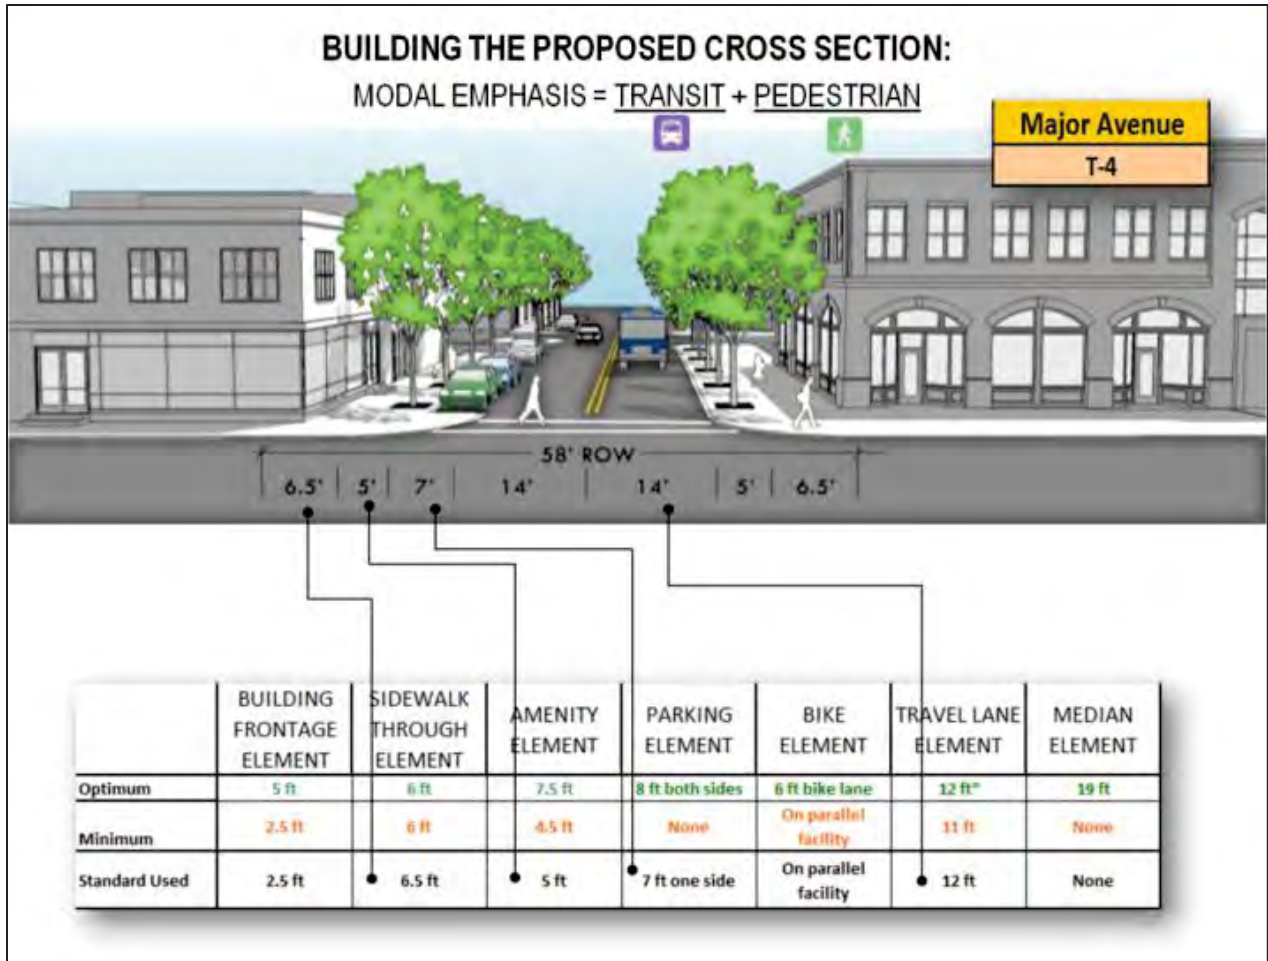 BUILDING THE PROPOSED CROSS SECTION:
MODAL EMPHASIS = TRANSIT + PEDESTRIAN
Major Avenue
T-4
58' ROW
6.5' 5' 7' 14' 14' 5' 6.5'
BUILDING FRONTAGE ELEMENT SIDEWALK THROUGH ELEMENT AMENITY ELEMENT PARKING ELEMENT BIKE ELEMENT TRAVEL LANE ELEMENT MEDIAN ELEMENT
Optimum 5 ft 6 ft 7.5 ft 8 ft both sides 6 ft bike lane 12 ft* 19 ft
Minimum 2.5 ft 6 ft 4.5 ft None On parallel facility 11 ft None
Standard Used 2.5 ft 6.5 ft 5 ft 7 ft one side On parallel facility 12 ft None